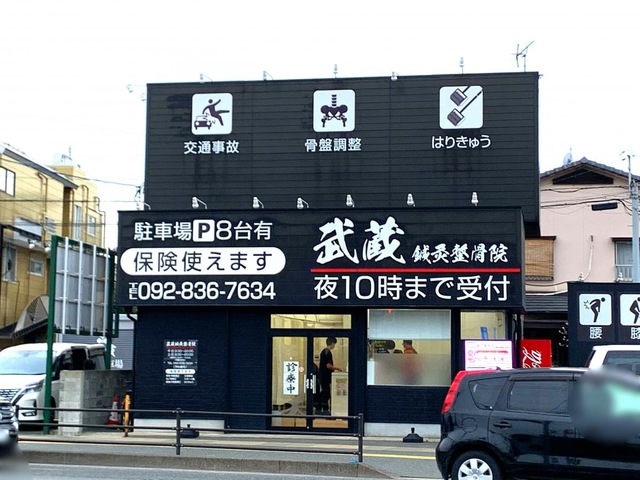 交通事故
骨盤調整
はりきゅう
駐車場P8台有
保険使えます
TEL092-836-7634
武蔵 鍼灸整骨院
夜10時まで受付
診療中
腰
膝